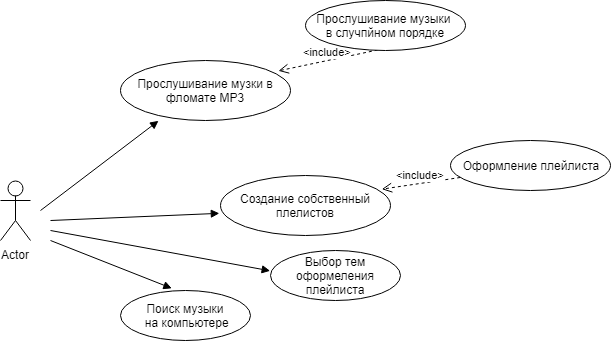 Прослушивание музыки
в случпйном порядке
<include>
Прослушивание музки в
фломате МР3
Оформление плейлиста
<include>
Создание собственный
плелистов
Actor
Выбор тем
оформеления
плейлиста
Поиск музыки
на компьютере